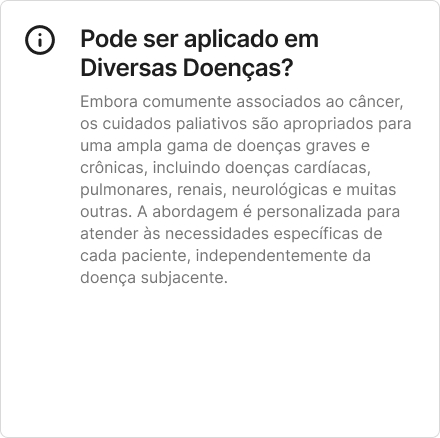 Pode ser aplicado em
Diversas Doenças?
Embora comumente associados ao câncer,
os cuidados paliativos são apropriados para
uma ampla gama de doenças graves e
crônicas, incluindo doenças cardíacas,
pulmonares, renais, neurológicas e muitas
outras. A abordagem é personalizada para
atender às necessidades específicas de
cada paciente, independentemente da
doença subjacente.